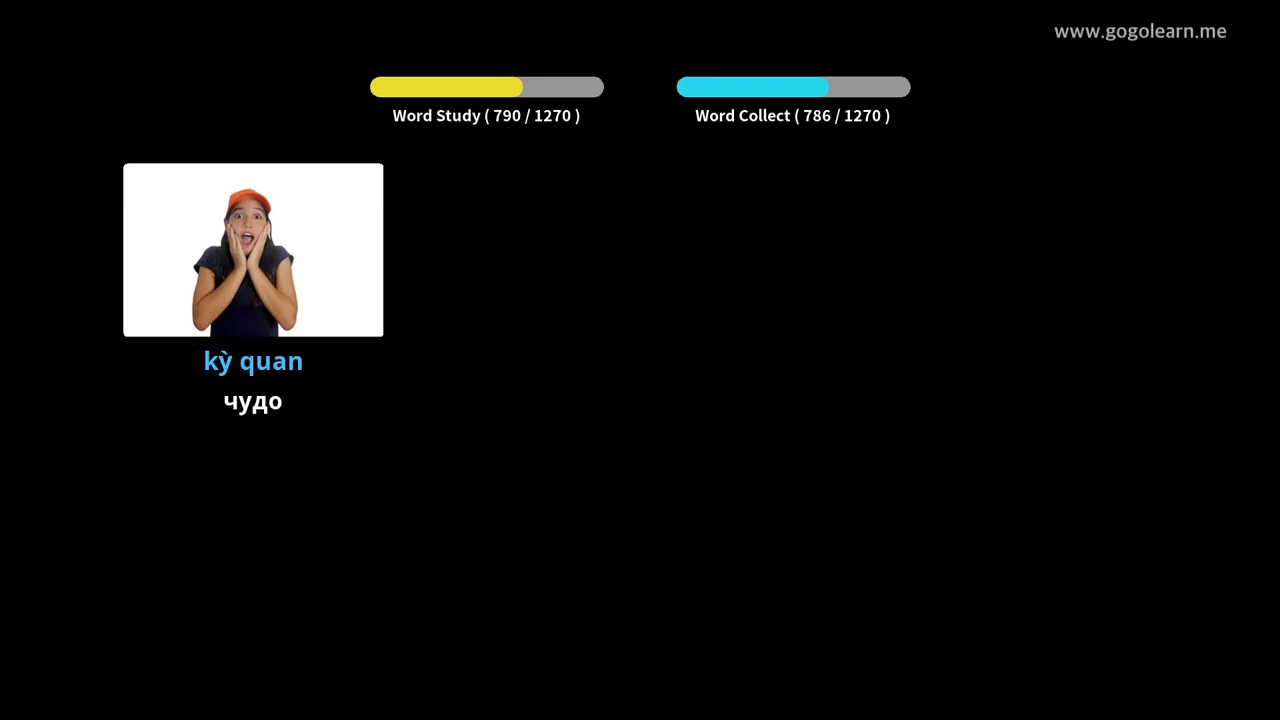 www.gogolearn.me
Word Study ( 790 / 1270 )
Word Collect ( 786 / 1270 )
kỳ quan
чудо